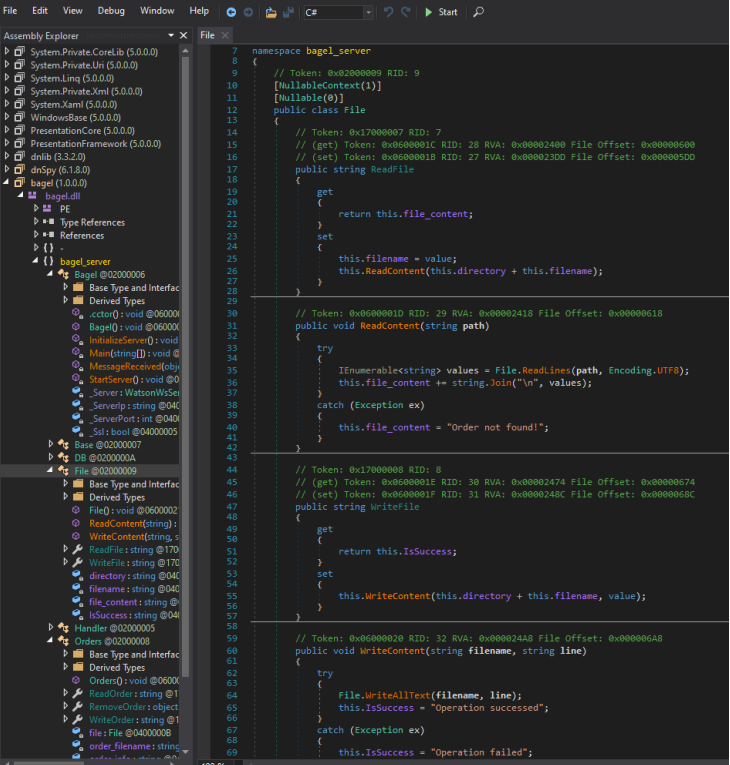 File Edit View Debug Window Help C# Start
Assembly Explorer
System.Private.CoreLib (5.0.0.0)
System.Private.Uri (5.0.0.0)
System.Linq (5.0.0.0)
System.Private.Xml (5.0.0.0)
System.Xaml (5.0.0.0)
WindowsBase (5.0.0.0)
PresentationCore (5.0.0.0)
PresentationFramework (5.0.0.0)
dnlib (3.3.2.0)
dnSpy (6.1.8.0)
bagel (1.0.0.0)
bagel.dll
PE
Type References
References
{ } -
{ } bagel_server
Bagel @02000006
Base Type and Interfac
Derived Types
.cctor() : void @06000
Bagel() : void @06000
InitializeServer() : void
Main(string[]) : void @
MessageReceived(obj
StartServer() : void @0
_Server : WatsonWsSer
_ServerIp : string @040
_ServerPort : int @0400
_Ssl : bool @04000005
Base @02000007
DB @0200000A
File @02000009
Base Type and Interfac
Derived Types
File() : void @0600002
ReadContent(string) :
WriteContent(string, s
ReadFile : string @170
WriteFile : string @170
directory : string @040
filename : string @040
file_content : string @
IsSuccess : string @040
Handler @02000005
Orders @02000008
Base Type and Interfac
Derived Types
Orders() : void @0600
ReadOrder : string @1
RemoveOrder : object
WriteOrder : string @1
file : File @0400000B
order_filename : string
File
7 namespace bagel_server
8 {
9 // Token: 0x02000009 RID: 9
10 [NullableContext(1)]
11 [Nullable(0)]
12 public class File
13 {
14 // Token: 0x17000007 RID: 7
15 // (get) Token: 0x0600001C RID: 28 RVA: 0x00002400 File Offset: 0x00000600
16 // (set) Token: 0x0600001B RID: 27 RVA: 0x000023DD File Offset: 0x000005DD
17 public string ReadFile
18 {
19 get
20 {
21 return this.file_content;
22 }
23 set
24 {
25 this.filename = value;
26 this.ReadContent(this.directory + this.filename);
27 }
28 }
29
30 // Token: 0x0600001D RID: 29 RVA: 0x00002418 File Offset: 0x00000618
31 public void ReadContent(string path)
32 {
33 try
34 {
35 IEnumerable<string> values = File.ReadLines(path, Encoding.UTF8);
36 this.file_content += string.Join("\n", values);
37 }
38 catch (Exception ex)
39 {
40 this.file_content = "Order not found!";
41 }
42 }
43
44 // Token: 0x17000008 RID: 8
45 // (get) Token: 0x0600001E RID: 30 RVA: 0x00002474 File Offset: 0x00000674
46 // (set) Token: 0x0600001F RID: 31 RVA: 0x0000248C File Offset: 0x0000068C
47 public string WriteFile
48 {
49 get
50 {
51 return this.IsSuccess;
52 }
53 set
54 {
55 this.WriteContent(this.directory + this.filename, value);
56 }
57 }
58
59 // Token: 0x06000020 RID: 32 RVA: 0x000024A8 File Offset: 0x000006A8
60 public void WriteContent(string filename, string line)
61 {
62 try
63 {
64 File.WriteAllText(filename, line);
65 this.IsSuccess = "Operation successed";
66 }
67 catch (Exception ex)
68 {
69 this.IsSuccess = "Operation failed";